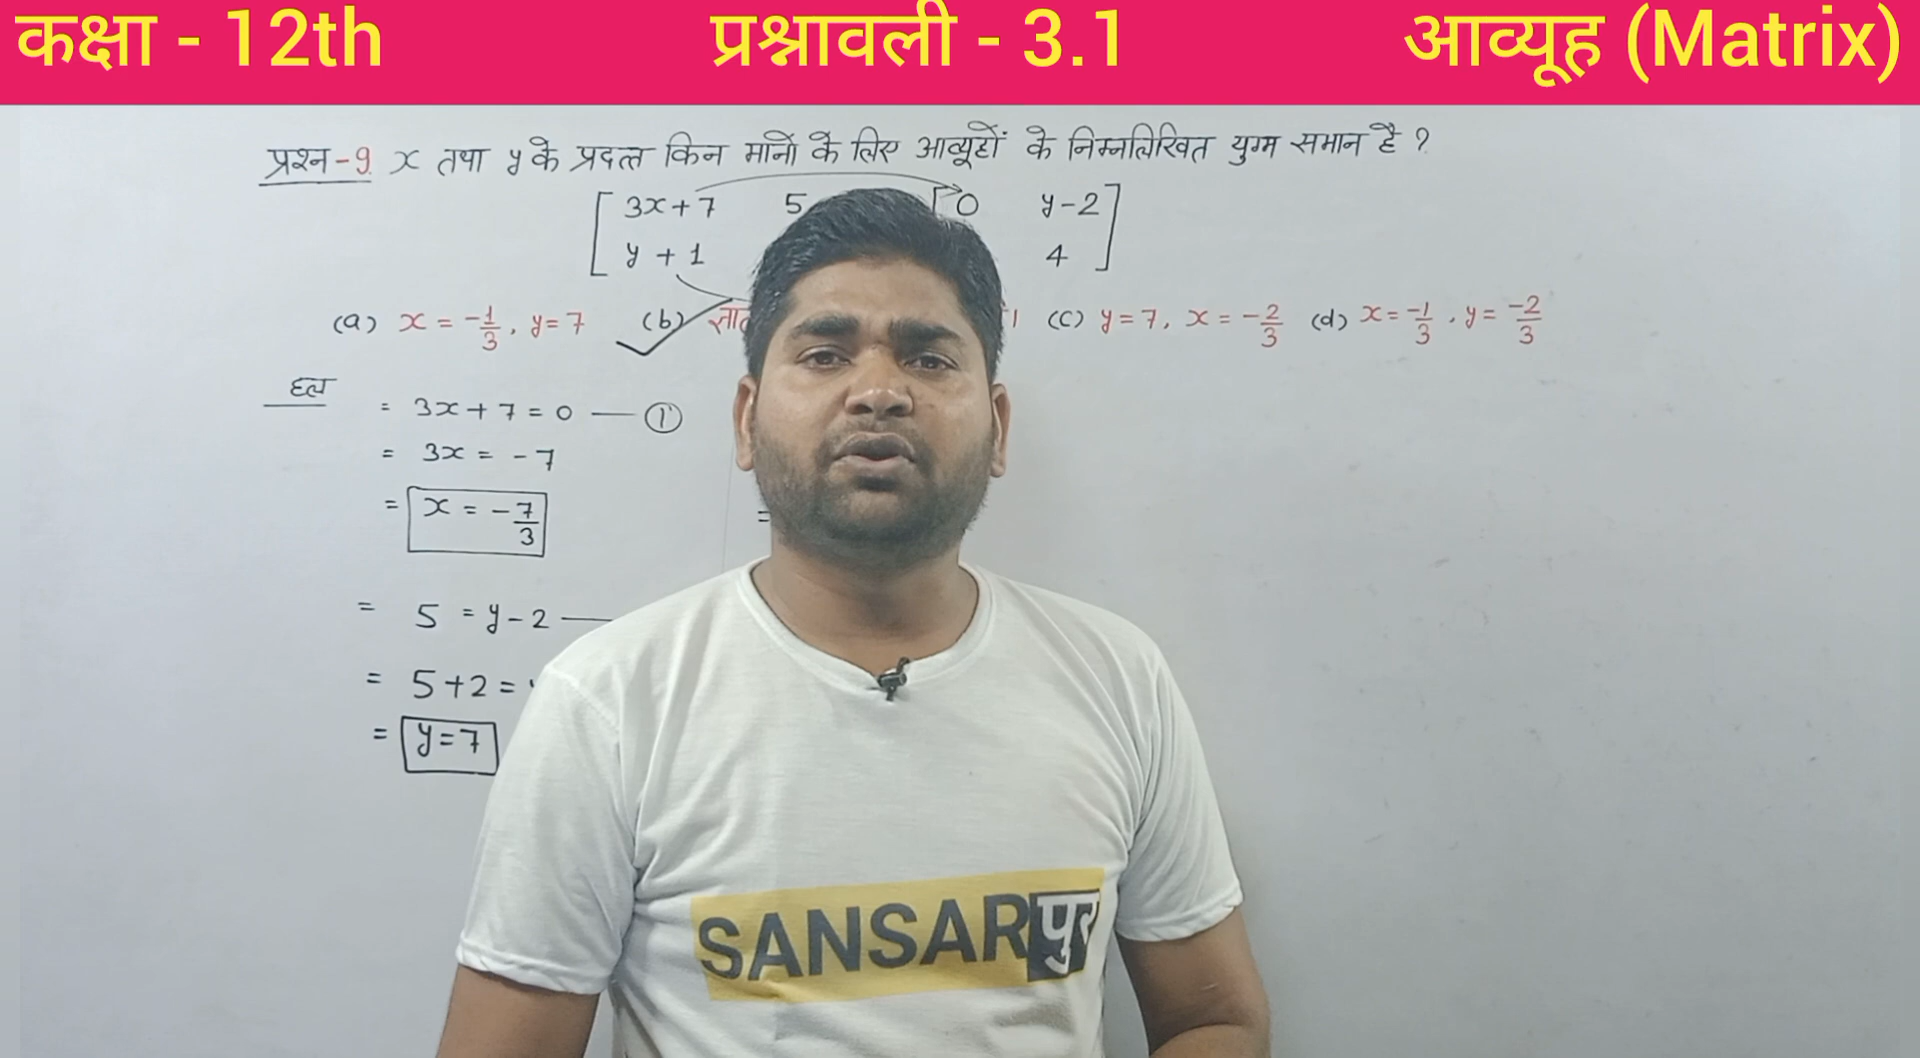 कक्षा - 12th प्रश्नावली - 3.1 आव्यूह (Matrix)
प्रश्न-9. x तथा y के प्रदत्त किन मानों के लिए आव्यूहों के निम्नलिखित युग्म समान है ?
[ 3x+7 5 [ 0 y-2 ]
[ y+1 4 ]
(a) x = -1/3, y=7 (b) (c) y=7, x = -2/3 (d) x=-1/3, y= -2/3
हल = 3x+7=0 — ①
= 3x = -7
= x = -7/3
=
= 5 = y-2 —
= 5+2 =
= y=7
SANSARपुर